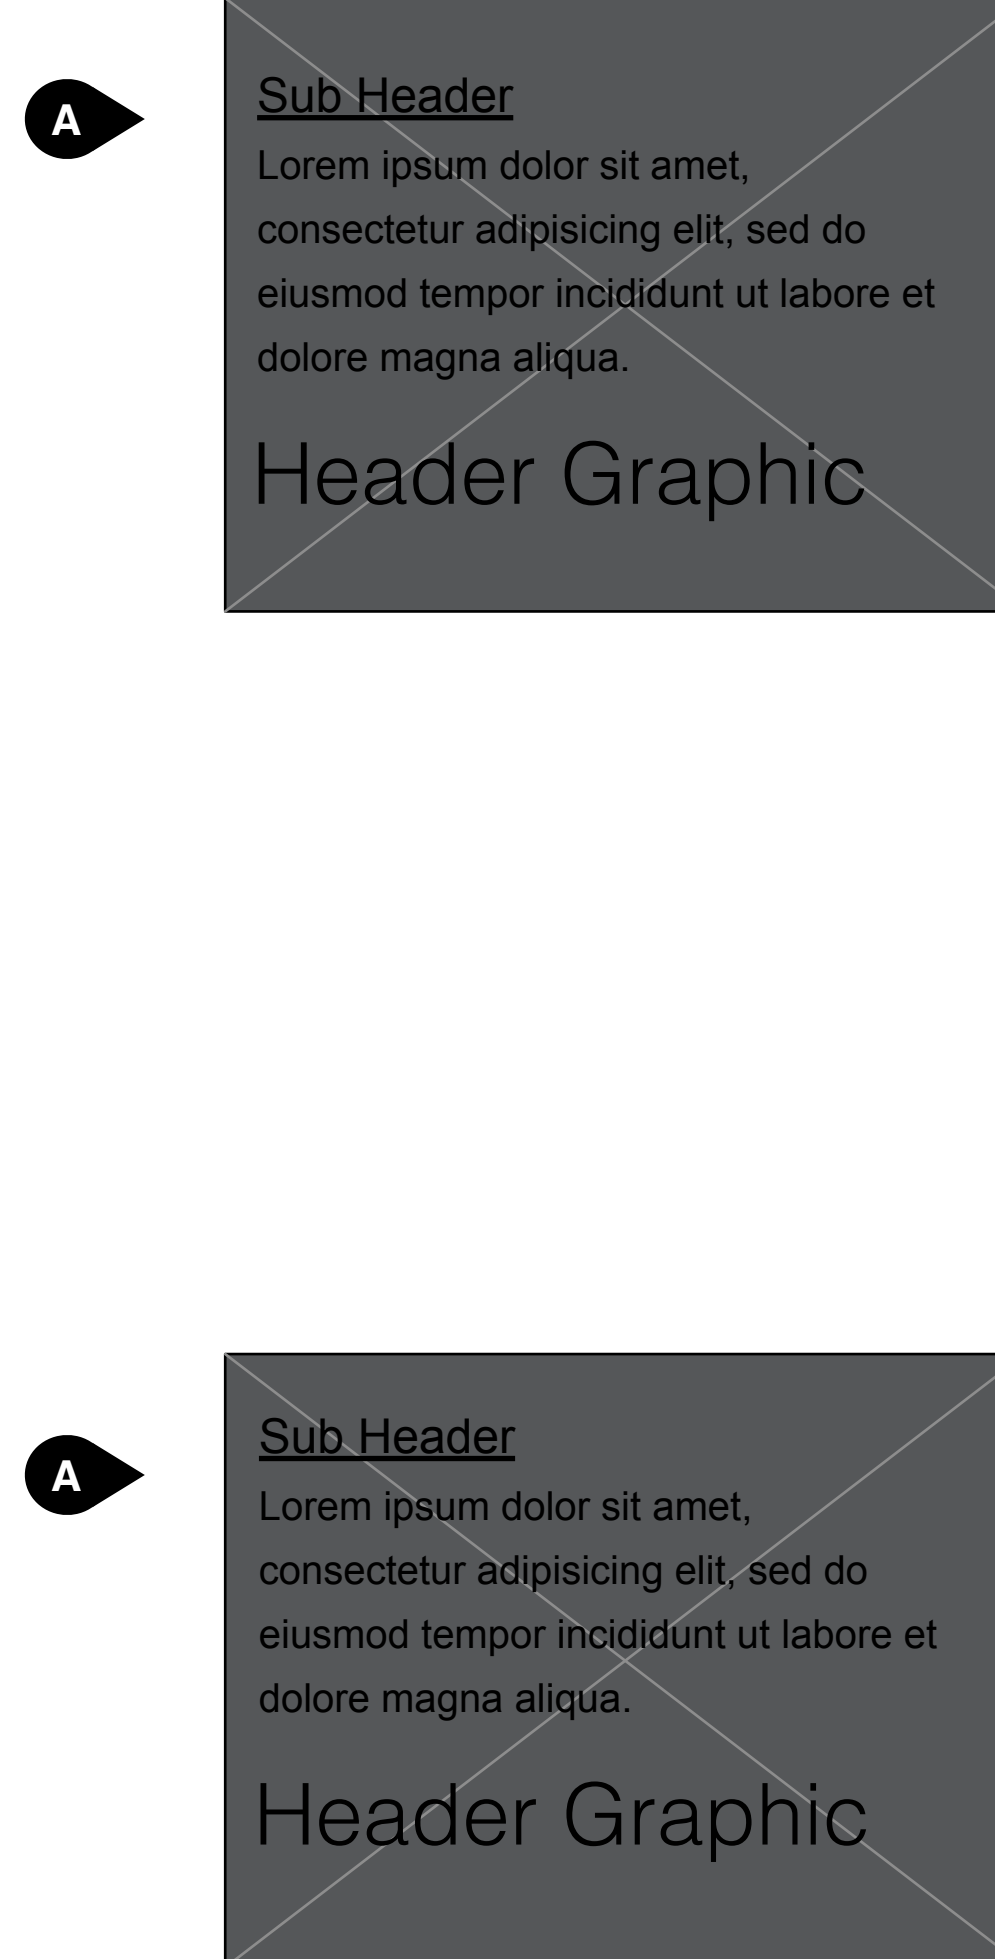 A
Sub Header
Lorem ipsum dolor sit amet,
consectetur adipisicing elit, sed do
eiusmod tempor incididunt ut labore et
dolore magna aliqua.
Header Graphic
A
Sub Header
Lorem ipsum dolor sit amet,
consectetur adipisicing elit, sed do
eiusmod tempor incididunt ut labore et
dolore magna aliqua.
Header Graphic